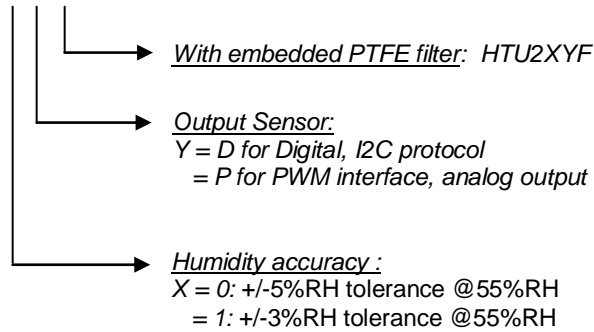 With embedded PTFE filter: HTU2XYF
Output Sensor:
Y = D for Digital, I2C protocol
= P for PWM interface, analog output
Humidity accuracy :
X = 0: +/-5%RH tolerance @55%RH
= 1: +/-3%RH tolerance @55%RH